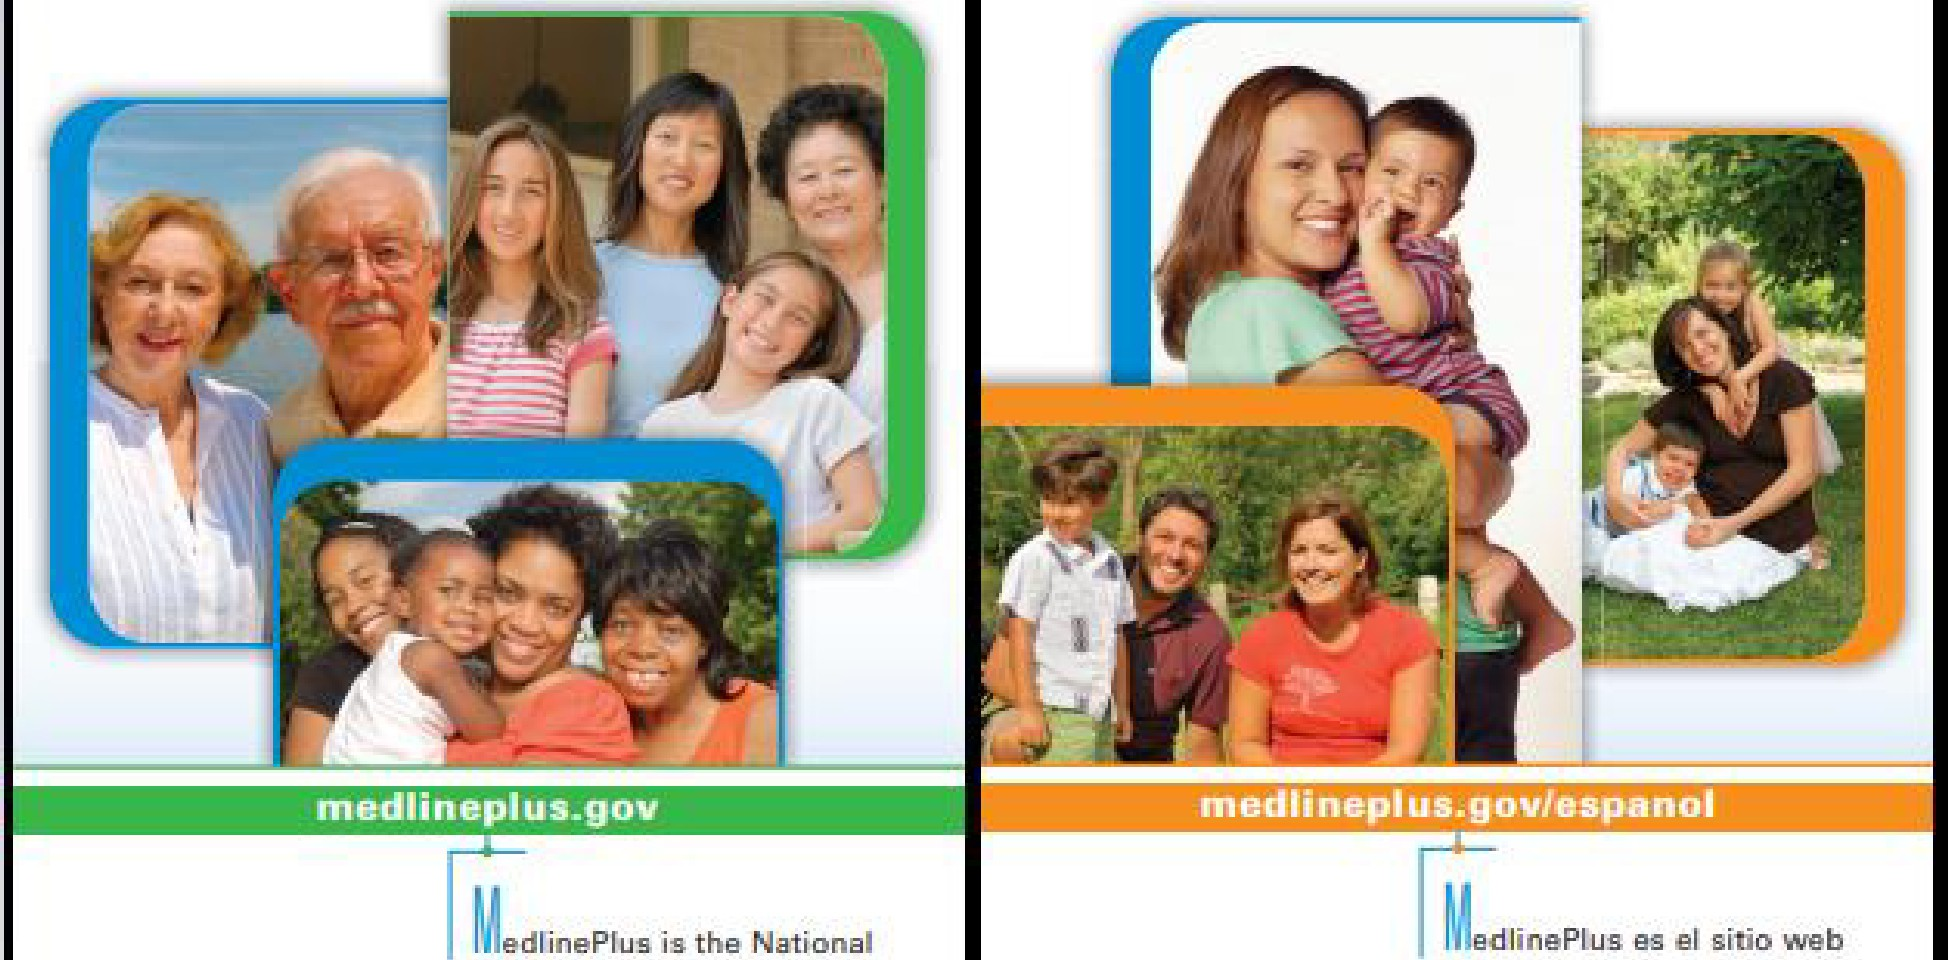 medlineplus.gov
MedlinePlus is the National
medlineplus.gov/espanol
MedlinePlus es el sitio web